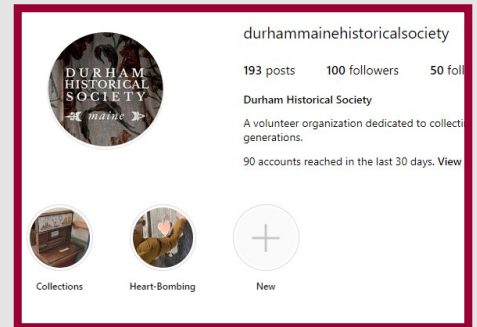 durhammainehistoricalsociety
DURHAM
HISTORICAL
SOCIETY
maine
193 posts 100 followers 50 foll
Durham Historical Society
A volunteer organization dedicated to collecti
generations.
90 accounts reached in the last 30 days. View
Collections Heart-Bombing New